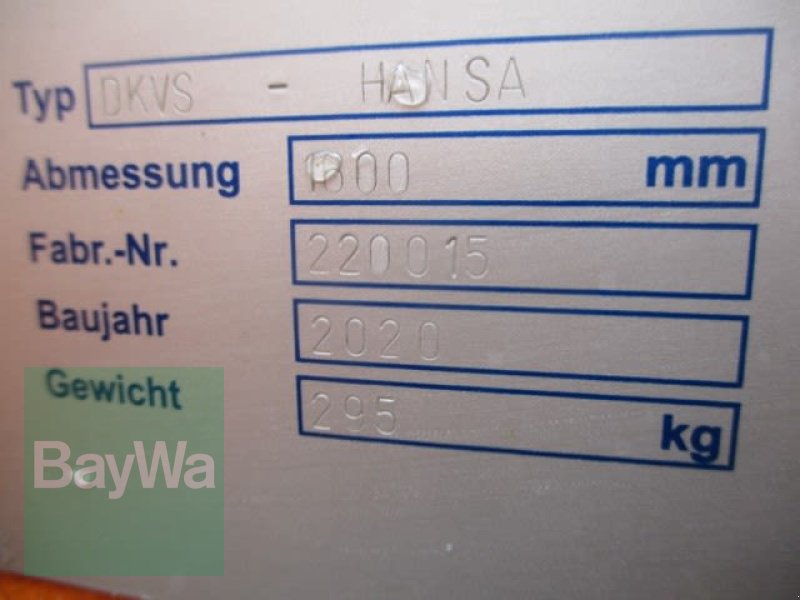 Typ DKVS - HANSA
Abmessung 1800 mm
Fabr.-Nr. 220015
Baujahr 2020
Gewicht 295 kg
BayWa